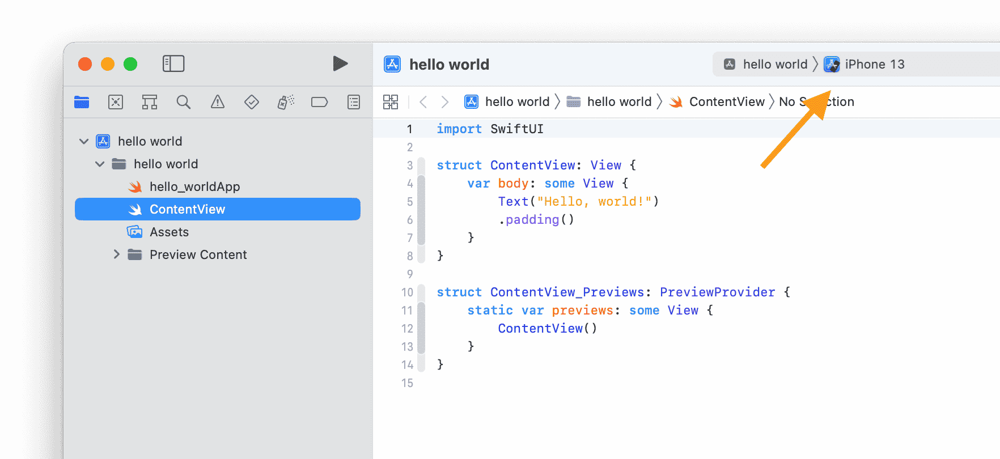 hello world
hello world iPhone 13
hello world hello world ContentView No S ction
hello world
hello world
hello_worldApp
ContentView
Assets
Preview Content
1 import SwiftUI
2
3 struct ContentView: View {
4 var body: some View {
5 Text("Hello, world!")
6 .padding()
7 }
8 }
9
10 struct ContentView_Previews: PreviewProvider {
11 static var previews: some View {
12 ContentView()
13 }
14 }
15